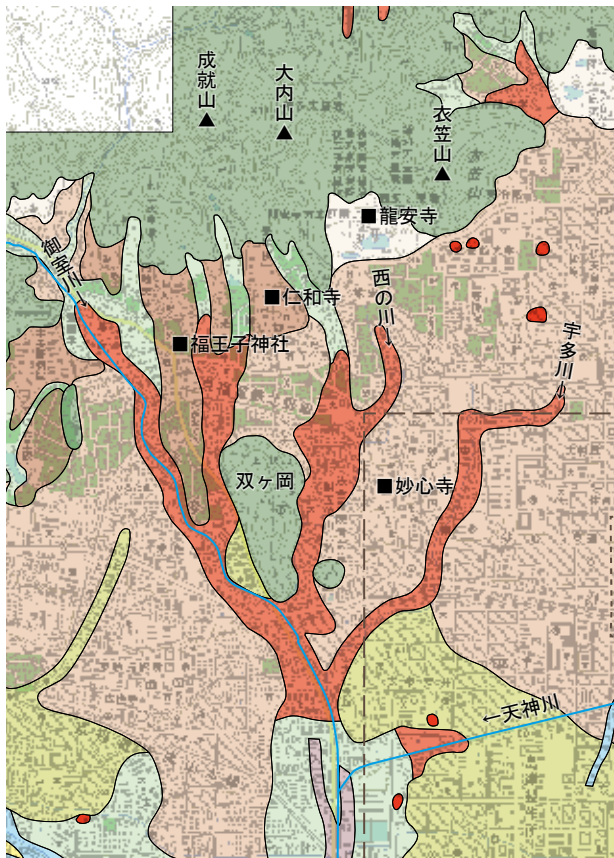 成就山
大内山
衣笠山
龍安寺
御室川
仁和寺
西の川
宇多川
福王子神社
双ヶ岡
妙心寺
←天神川